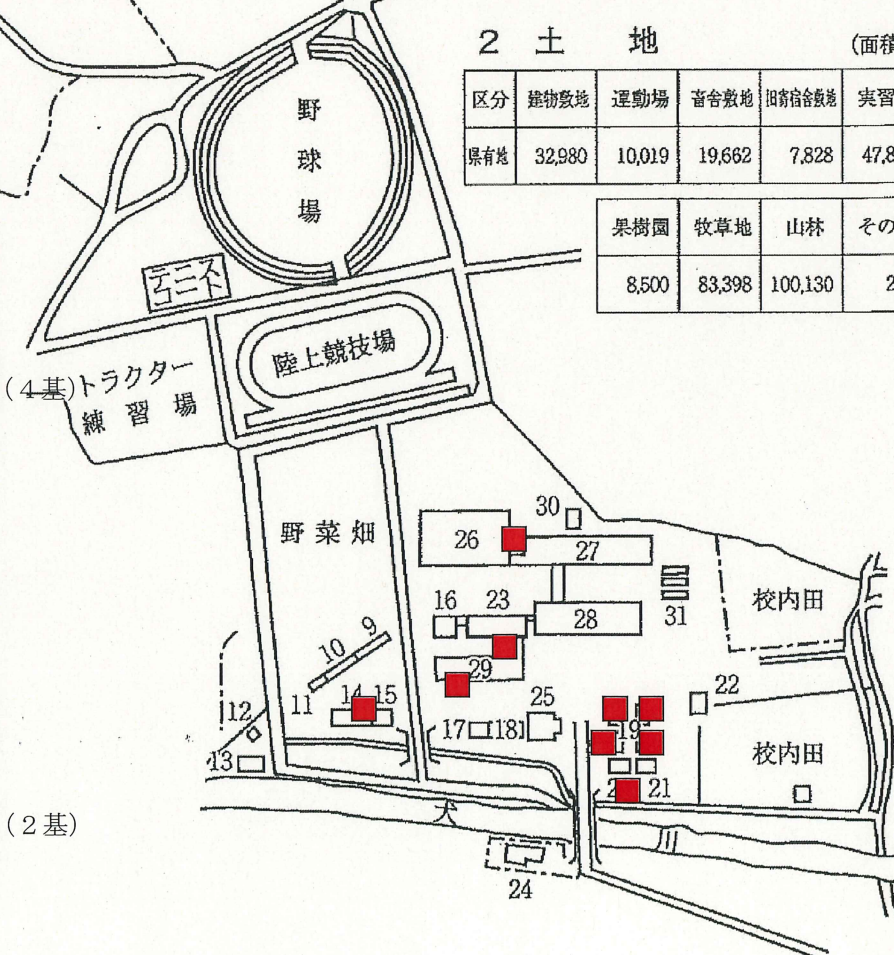 2 土 地
(面積
区分 建物敷地 運動場 畜舎敷地 旧寄宿舎敷地 実習
県有地 32,980 10,019 19,662 7,828 47,8
果樹園 牧草地 山林 その
8,500 83,398 100,130 2
野球場
テニス
コート
陸上競技場
(4基)
トラクター
練習場
野菜畑
30
26
27
16 23
28
31
校内田
10 9
29
11 14 15
12
25
22
17 18
19
13
校内田
21
(2基)
犬
24